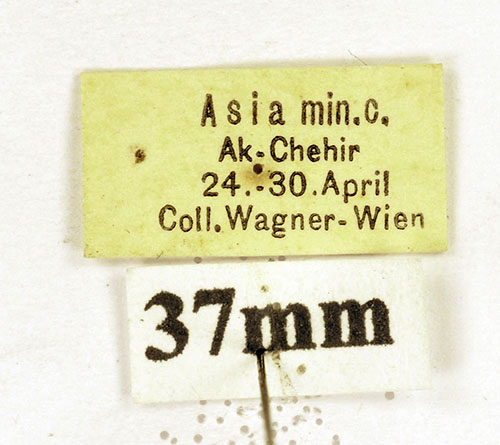 Asia min.c.
Ak-Chehir
24.-30.April
Coll.Wagner-Wien
37mm